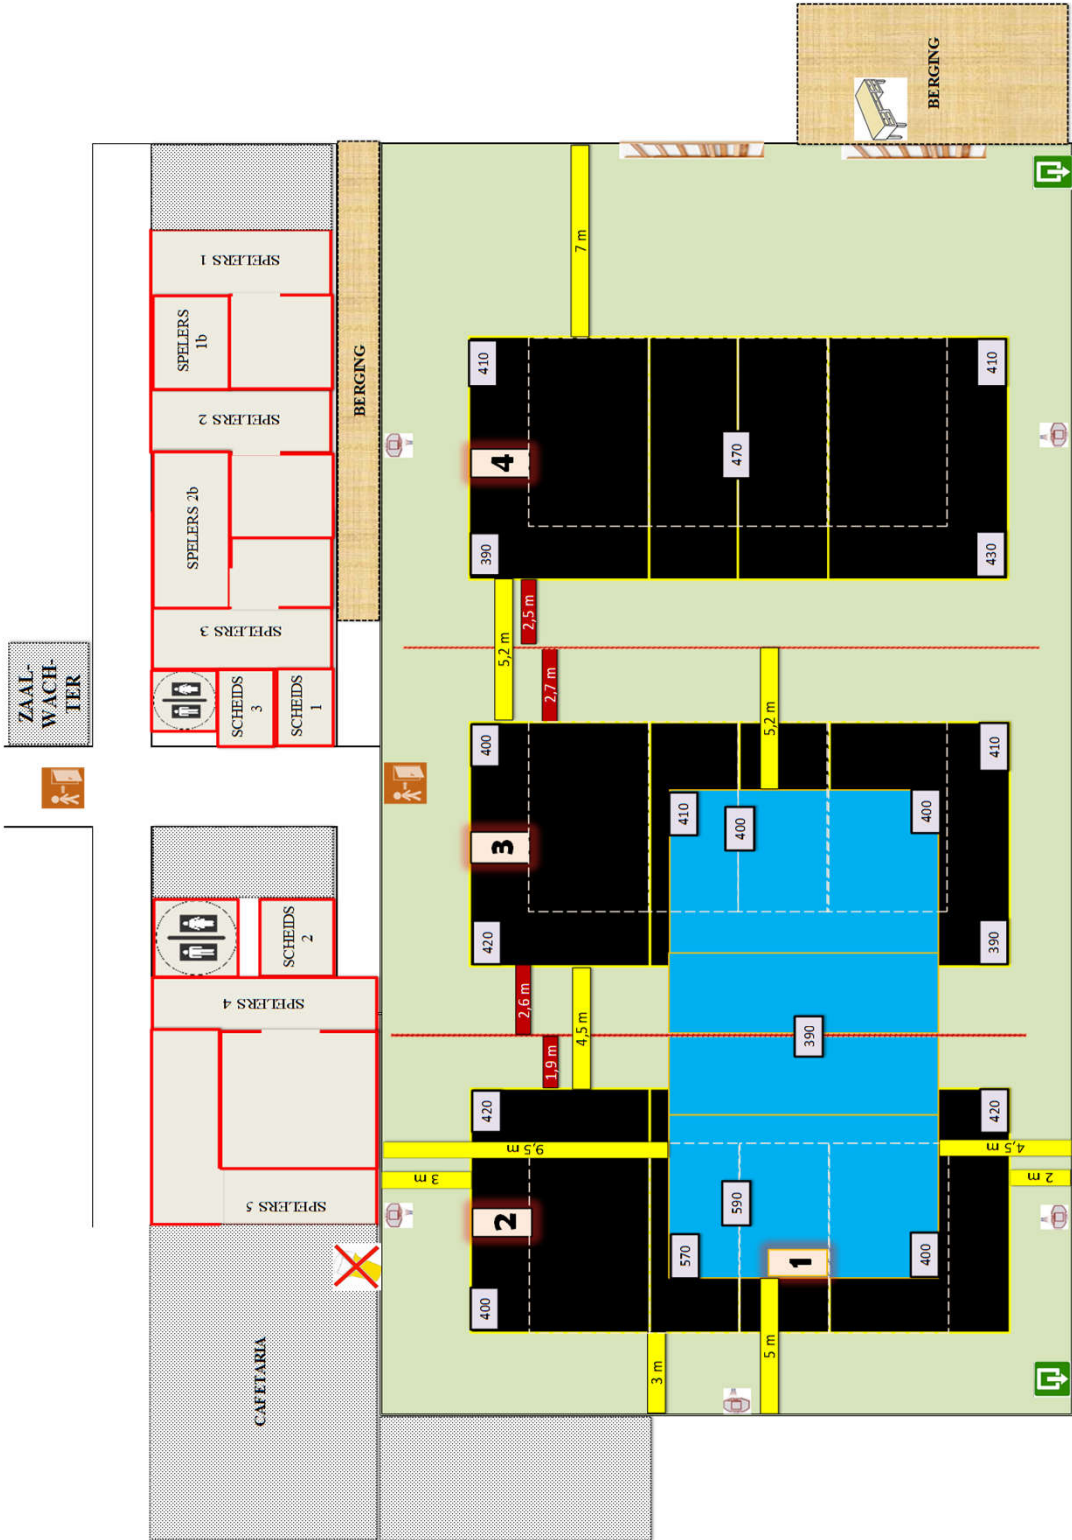 BERGING
7 m
SPELERS 1
SPELERS
1b
SPELERS 2
SPELERS 2b
SPELERS 3
BERGING
410
410
4
470
390
430
ZAAL-
WACH-
TER
SCHEIDS
3
SCHEIDS
1
5,2 m
2,5 m
2,7 m
5,2 m
400
410
3
410
400
400
420
390
SCHEIDS
2
SPELERS 4
2,6 m
1,9 m
4,5 m
390
420
420
9,5 m
3 m
4,5 m
2 m
SPELERS 5
2
590
570
1
400
400
3 m
5 m
CAFETARIA